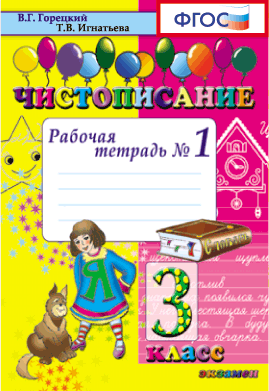 В.Г. Горецкий
Т.В. Игнатьева
ФГОС
ЧИСТОПИСАНИЕ
Рабочая
тетрадь № 1
3
класс
экзамен